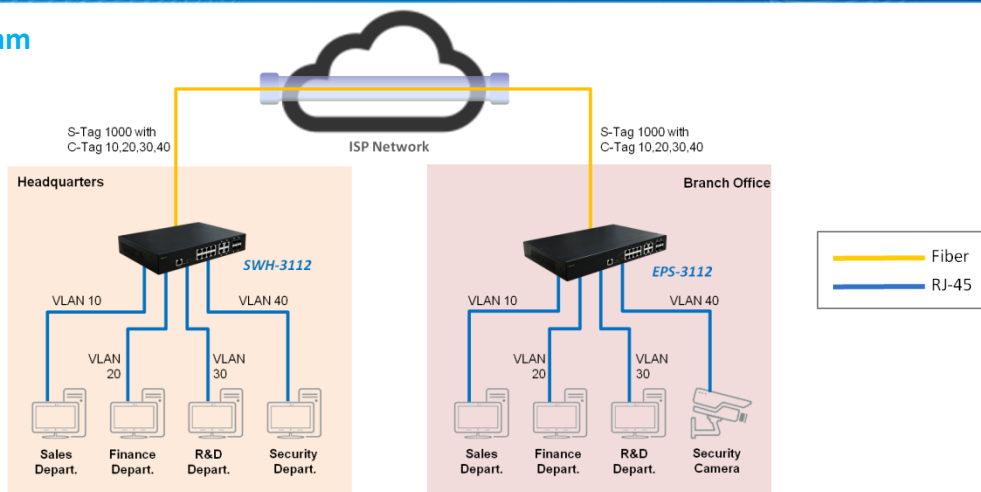 am
S-Tag 1000 with
C-Tag 10,20,30,40
ISP Network
S-Tag 1000 with
C-Tag 10,20,30,40
Headquarters
Branch Office
SWH-3112
EPS-3112
Fiber
RJ-45
VLAN 10
VLAN 40
VLAN
20
VLAN
30
VLAN 10
VLAN 40
VLAN
20
VLAN
30
Sales
Depart.
Finance
Depart.
R&D
Depart.
Security
Depart.
Sales
Depart.
Finance
Depart.
R&D
Depart.
Security
Camera